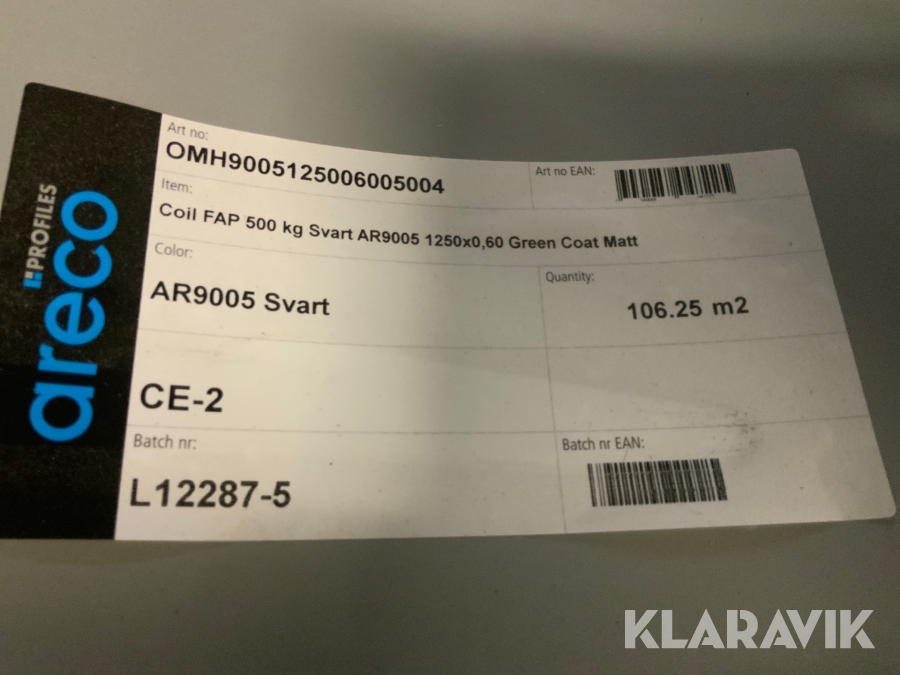 PROFILES
areco
Art no:
OMH9005125006005004
Art no EAN:
Item:
Coil FAP 500 kg Svart AR9005 1250x0,60 Green Coat Matt
Color:
AR9005 Svart
Quantity:
106.25 m2
CE-2
Batch nr:
L12287-5
Batch nr EAN:
KLARAVIK